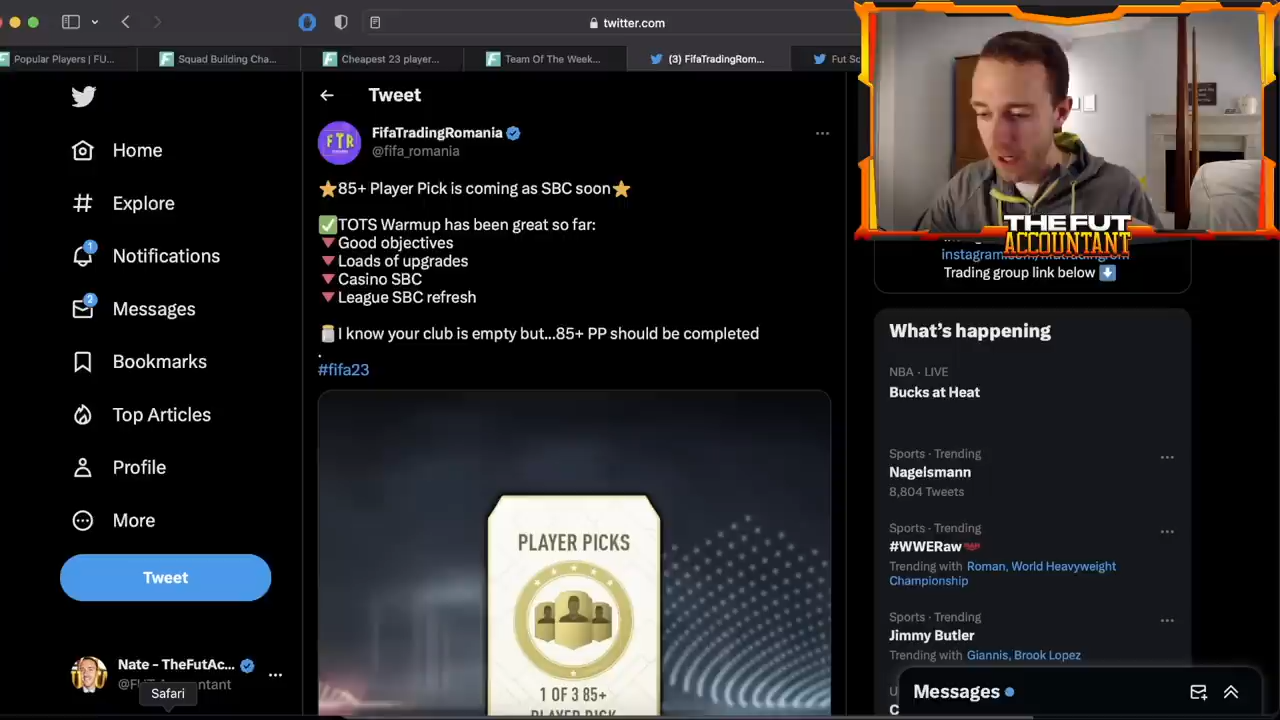 twitter.com
Popular Players | FU...
Squad Building Cha...
Cheapest 23 player...
Team Of The Week...
(3) FifaTradingRom...
Tweet
Home
Explore
1
Notifications
2
Messages
Bookmarks
Top Articles
Profile
More
Tweet
Nate - TheFutAc...
Safari
FTR
FifaTradingRomania
@fifa_romania
⭐85+ Player Pick is coming as SBC soon⭐
✅TOTS Warmup has been great so far:
🔻Good objectives
🔻Loads of upgrades
🔻Casino SBC
🔻League SBC refresh
🫙I know your club is empty but...85+ PP should be completed
.
#fifa23
PLAYER PICKS
1 OF 3 85+
PLAYER PICK
THE FUT
ACCOUNTANT
Trading group link below ⬇️
What's happening
NBA · LIVE
Bucks at Heat
Sports · Trending
Nagelsmann
8,804 Tweets
Sports · Trending
#WWERaw
Trending with Roman, World Heavyweight
Championship
Sports · Trending
Jimmy Butler
Trending with Giannis, Brook Lopez
Messages